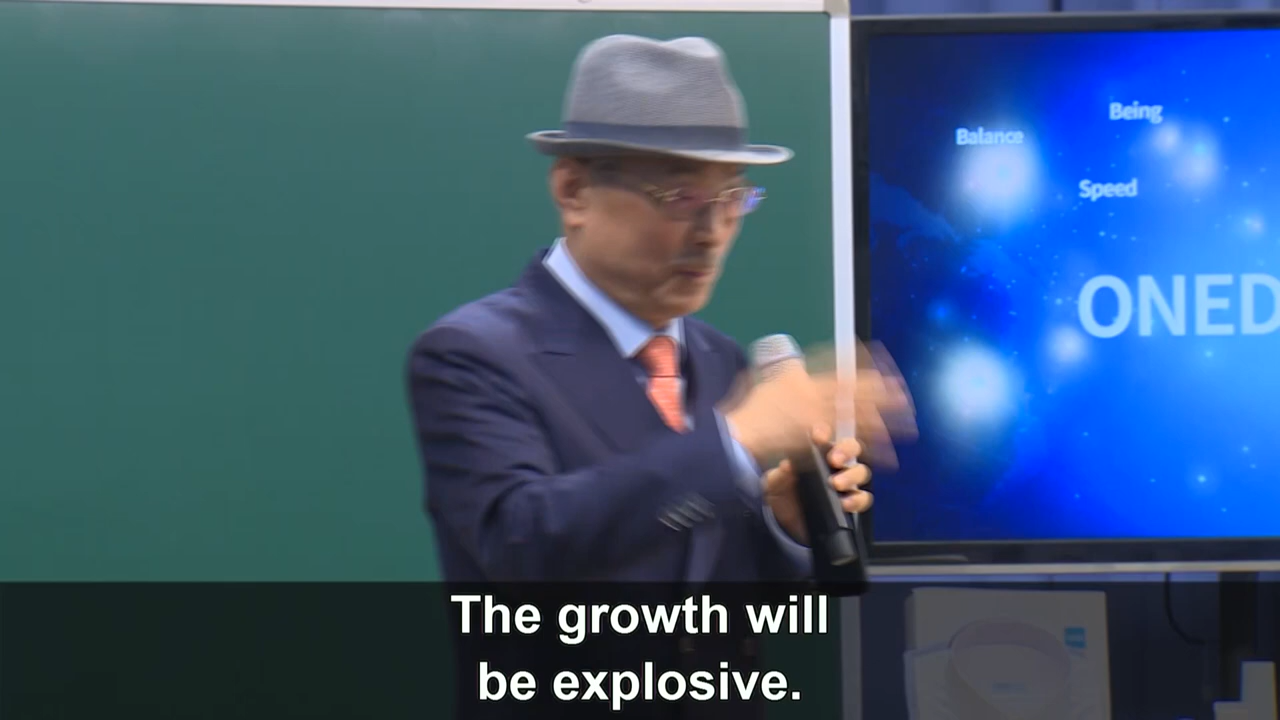 Being
Balance
Speed
ONED
The growth will
be explosive.